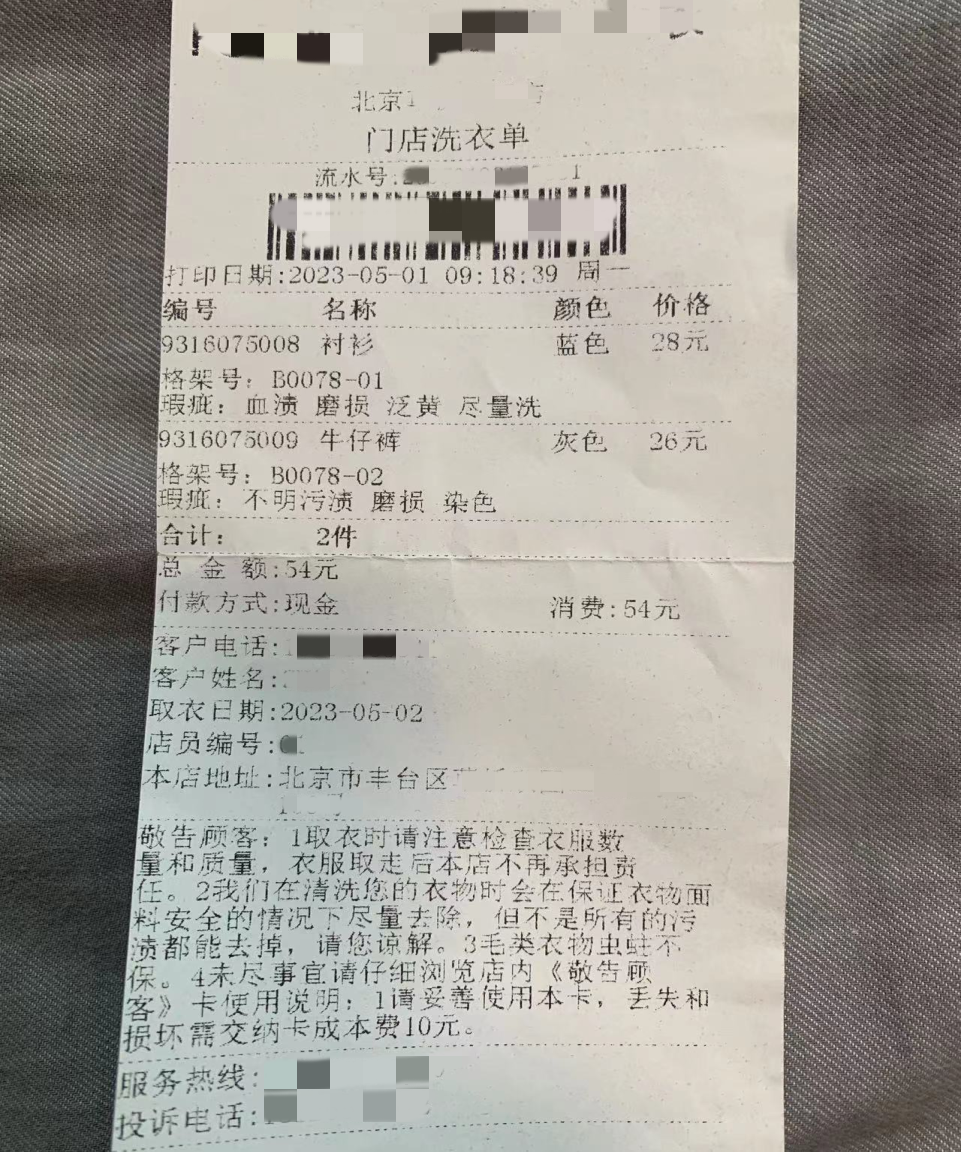 北京
门店洗衣单
流水号:
打印日期:2023-05-01 09:18:39 周一
编号 名称 颜色 价格
9316075008 衬衫 蓝色 28元
格架号: B0078-01
瑕疵: 血渍 磨损 泛黄 尽量洗
9316075009 牛仔裤 灰色 26元
格架号: B0078-02
瑕疵: 不明污渍 磨损 染色
合计: 2件
总 金 额:54元
付款方式:现金 消费:54元
客户电话:
客户姓名:
取衣日期:2023-05-02
店员编号:
本店地址:北京市丰台区
敬告顾客: 1取衣时请注意检查衣服数
量和质量, 衣服取走后本店不再承担责
任。2我们在清洗您的衣物时会在保证衣物面
料安全的情况下尽量去除, 但不是所有的污
渍都能去掉, 请您谅解。3毛类衣物虫蛀不
保。4未尽事宜请仔细浏览店内《敬告顾
客》 卡使用说明: 1请妥善使用本卡, 丢失和
损坏需交纳卡成本费10元。
服务热线:
投诉电话: